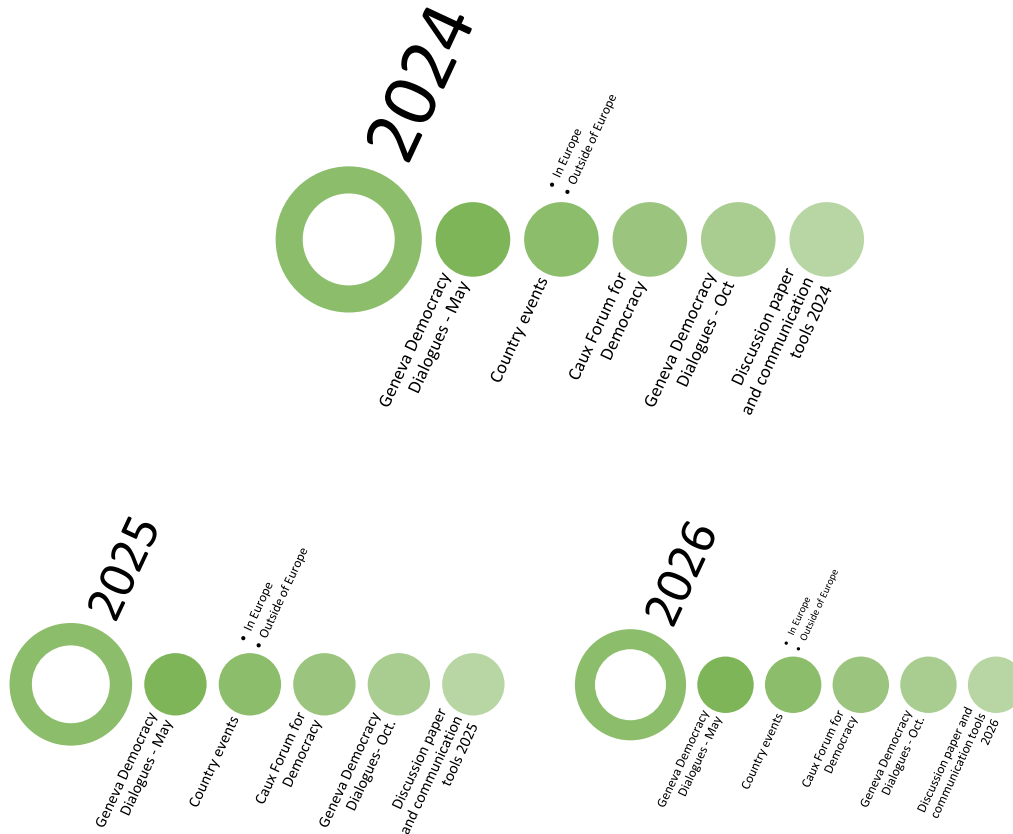 2024
Geneva Democracy
Dialogues - May
• In Europe
• Outside of Europe
Country events
Caux Forum for
Democracy
Geneva Democracy
Dialogues - Oct
Discussion paper
and communication
tools 2024
2025
Geneva Democracy
Dialogues - May
• In Europe
• Outside of Europe
Country events
Caux Forum for
Democracy
Geneva Democracy
Dialogues- Oct.
Discussion paper
and communication
tools 2025
2026
Geneva Democracy
Dialogues - May
• In Europe
• Outside of Europe
Country events
Caux Forum for
Democracy
Geneva Democracy
Dialogues - Oct.
Discussion paper and
communication tools
2026